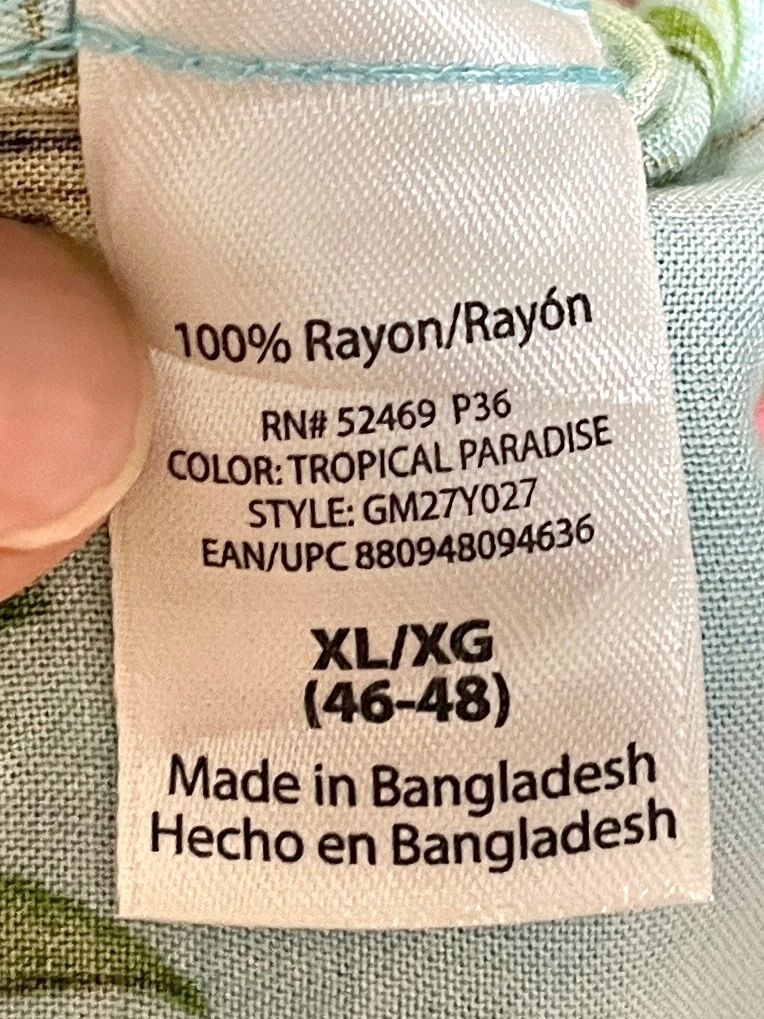 100% Rayon/Rayón
RN# 52469 P36
COLOR: TROPICAL PARADISE
STYLE: GM27Y027
EAN/UPC 880948094636
XL/XG
(46-48)
Made in Bangladesh
Hecho en Bangladesh